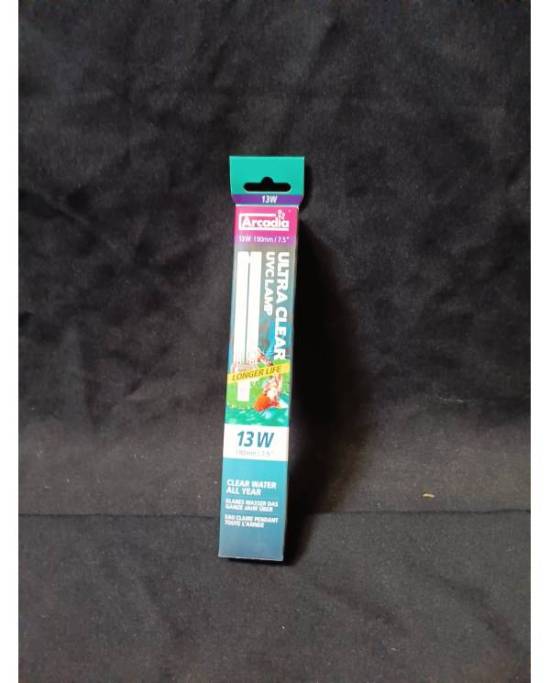 13W
Arcadia
13W 190mm / 7.5"
ULTRA CLEAR
UVC LAMP
LONGER LIFE
13W
190mm / 7.5"
CLEAR WATER
ALL YEAR
KLARES WASSER DAS
GANZE JAHR ÜBER
EAU CLAIRE PENDANT
TOUTE L'ANNÉE